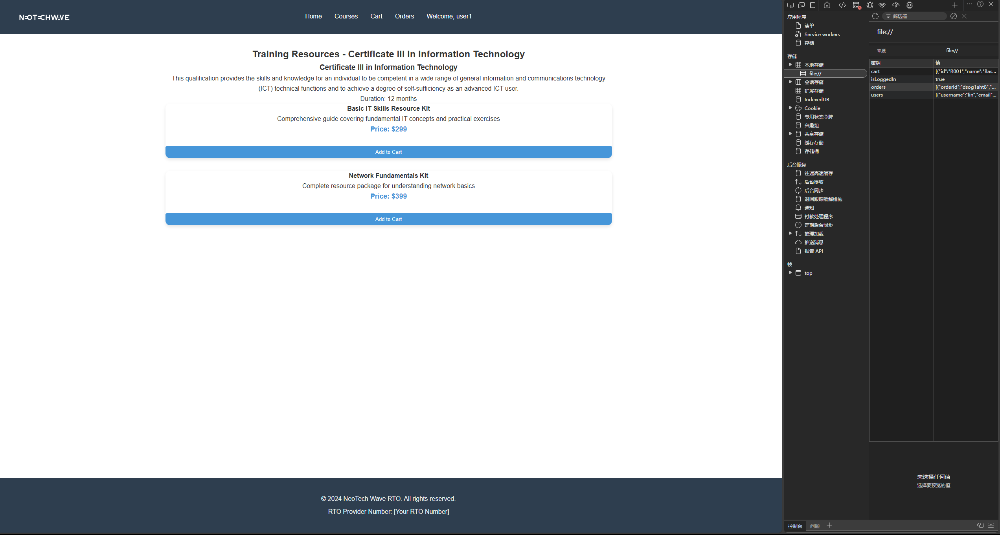 NEOTECHWAVE
Home Courses Cart Orders Welcome, user1
Training Resources - Certificate III in Information Technology
Certificate III in Information Technology
This qualification provides the skills and knowledge for an individual to be competent in a wide range of general information and communications technology
(ICT) technical functions and to achieve a degree of self-sufficiency as an advanced ICT user.
Duration: 12 months
Basic IT Skills Resource Kit
Comprehensive guide covering fundamental IT concepts and practical exercises
Price: $299
Add to Cart
Network Fundamentals Kit
Complete resource package for understanding network basics
Price: $399
Add to Cart
© 2024 NeoTech Wave RTO. All rights reserved.
RTO Provider Number: [Your RTO Number]
应用程序
清单
Service workers
存储
存储
本地存储
file://
会话存储
扩展存储
IndexedDB
Cookie
专用状态令牌
兴趣组
共享存储
缓存存储
存储桶
后台服务
往返高速缓存
后台提取
后台同步
退回跟踪缓解措施
通知
付款处理程序
定期后台同步
推理加载
推送消息
报告 API
帧
top
筛选器
file://
来源 file://
密钥 值
cart [{"id":"R001","name":"Bas...
isLoggedIn true
orders [{"orderId":"dsog1aht8","...
users [{"username":"lin","email"...
未选择任何值
选择要预览的值
控制台 问题